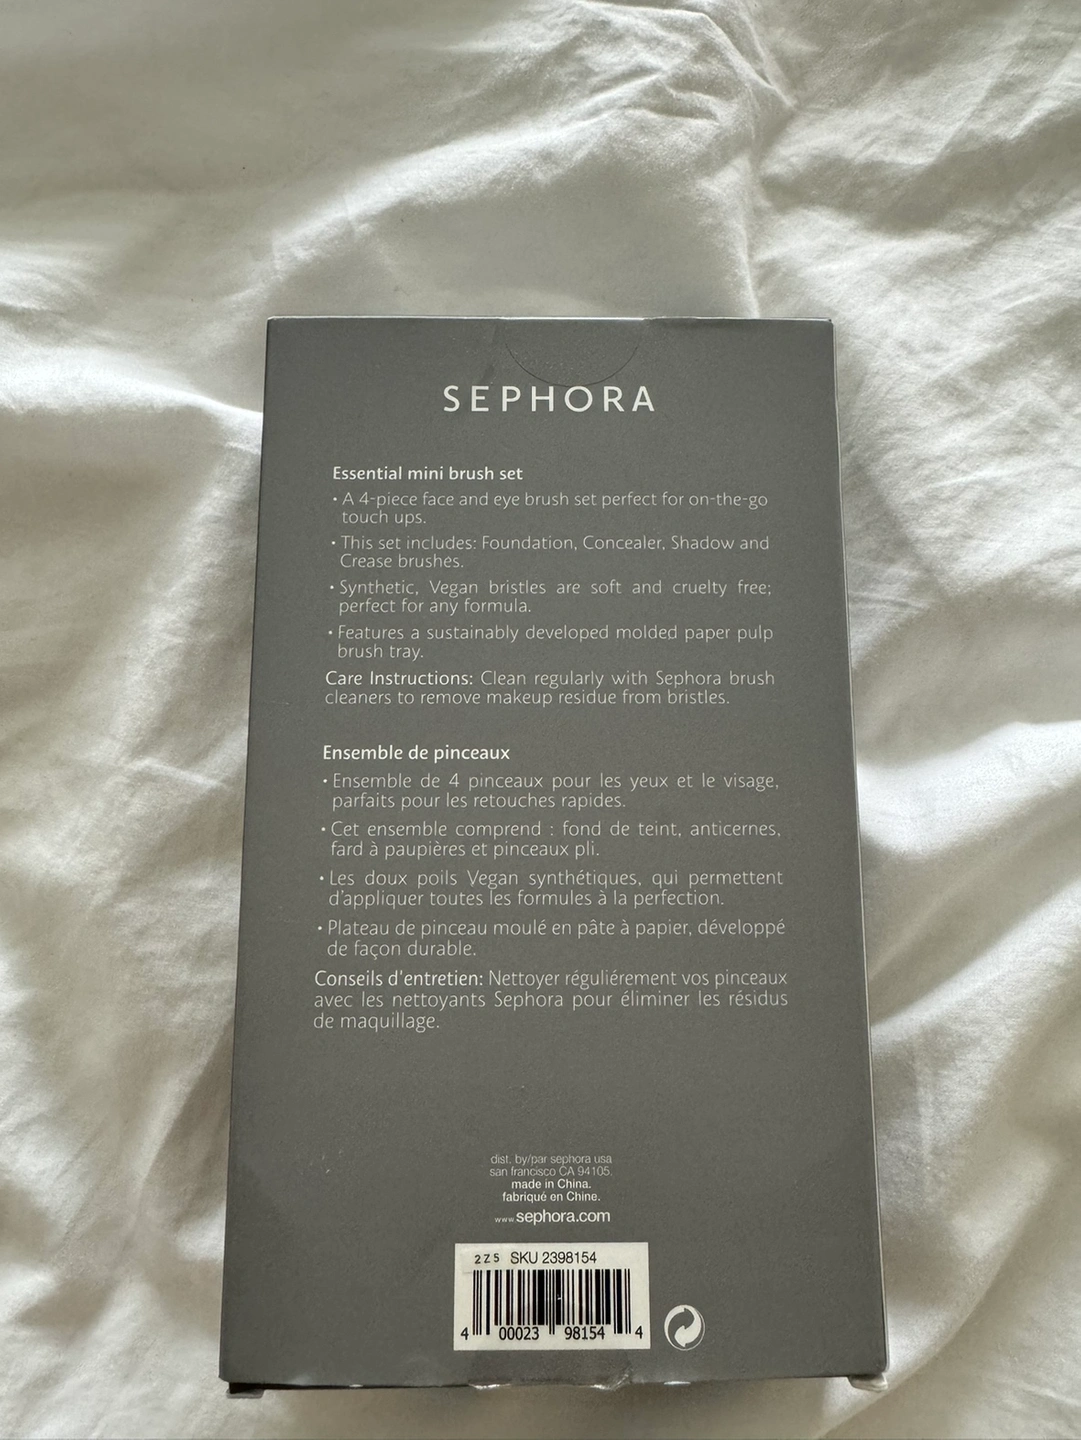 SEPHORA
Essential mini brush set
• A 4-piece face and eye brush set perfect for on-the-go
touch ups.
• This set includes: Foundation, Concealer, Shadow and
Crease brushes.
• Synthetic, Vegan bristles are soft and cruelty free;
perfect for any formula.
• Features a sustainably developed molded paper pulp
brush tray.
Care Instructions: Clean regularly with Sephora brush
cleaners to remove makeup residue from bristles.
Ensemble de pinceaux
• Ensemble de 4 pinceaux pour les yeux et le visage,
parfaits pour les retouches rapides.
• Cet ensemble comprend : fond de teint, anticernes,
fard à paupières et pinceaux pli.
• Les doux poils Vegan synthétiques, qui permettent
d'appliquer toutes les formules à la perfection.
• Plateau de pinceau moulé en pâte à papier, développé
de façon durable.
Conseils d'entretien: Nettoyer réguliérement vos pinceaux
avec les nettoyants Sephora pour éliminer les résidus
de maquillage.
dist. by/par sephora usa
san francisco CA 94105.
made in China.
fabriqué en Chine.
www.sephora.com
2Z5 SKU 2398154
4 00023 98154 4